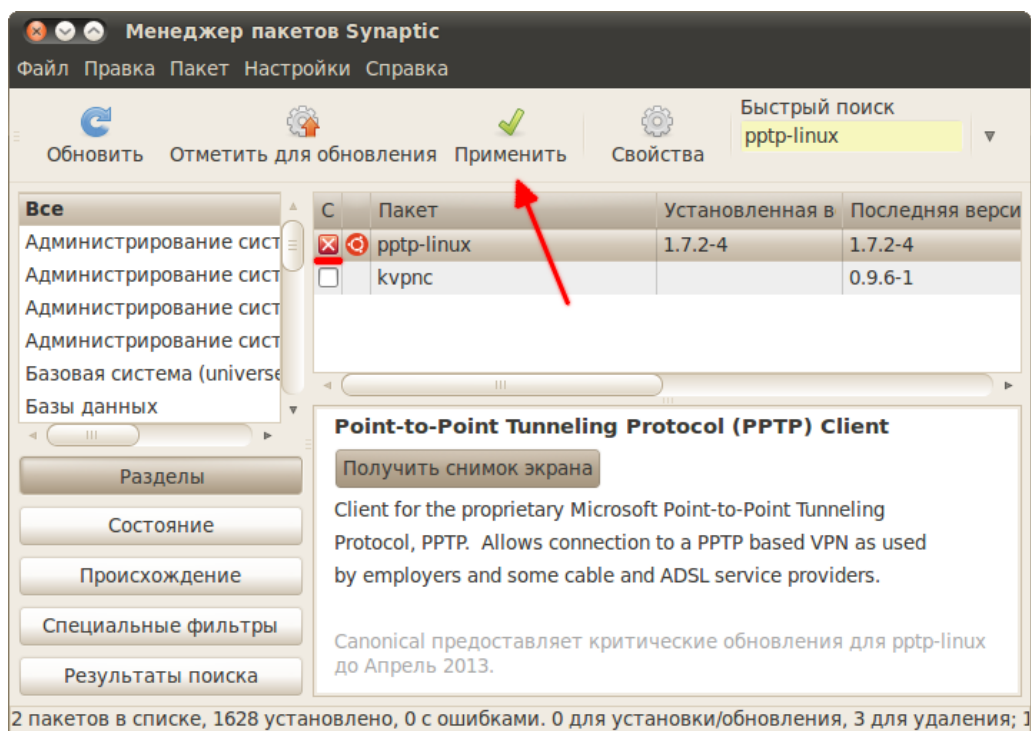 Менеджер пакетов Synaptic
Файл Правка Пакет Настройки Справка
Быстрый поиск
pptp-linux
Обновить Отметить для обновления Применить Свойства
Все
Администрирование сист
Администрирование сист
Администрирование сист
Администрирование сист
Базовая система (universe
Базы данных
С Пакет Установленная в Последняя верси
pptp-linux 1.7.2-4 1.7.2-4
kvpnc 0.9.6-1
Разделы
Состояние
Происхождение
Специальные фильтры
Результаты поиска
Point-to-Point Tunneling Protocol (PPTP) Client
Получить снимок экрана
Client for the proprietary Microsoft Point-to-Point Tunneling
Protocol, PPTP. Allows connection to a PPTP based VPN as used
by employers and some cable and ADSL service providers.
Canonical предоставляет критические обновления для pptp-linux
до Апрель 2013.
2 пакетов в списке, 1628 установлено, 0 с ошибками. 0 для установки/обновления, 3 для удаления; 1